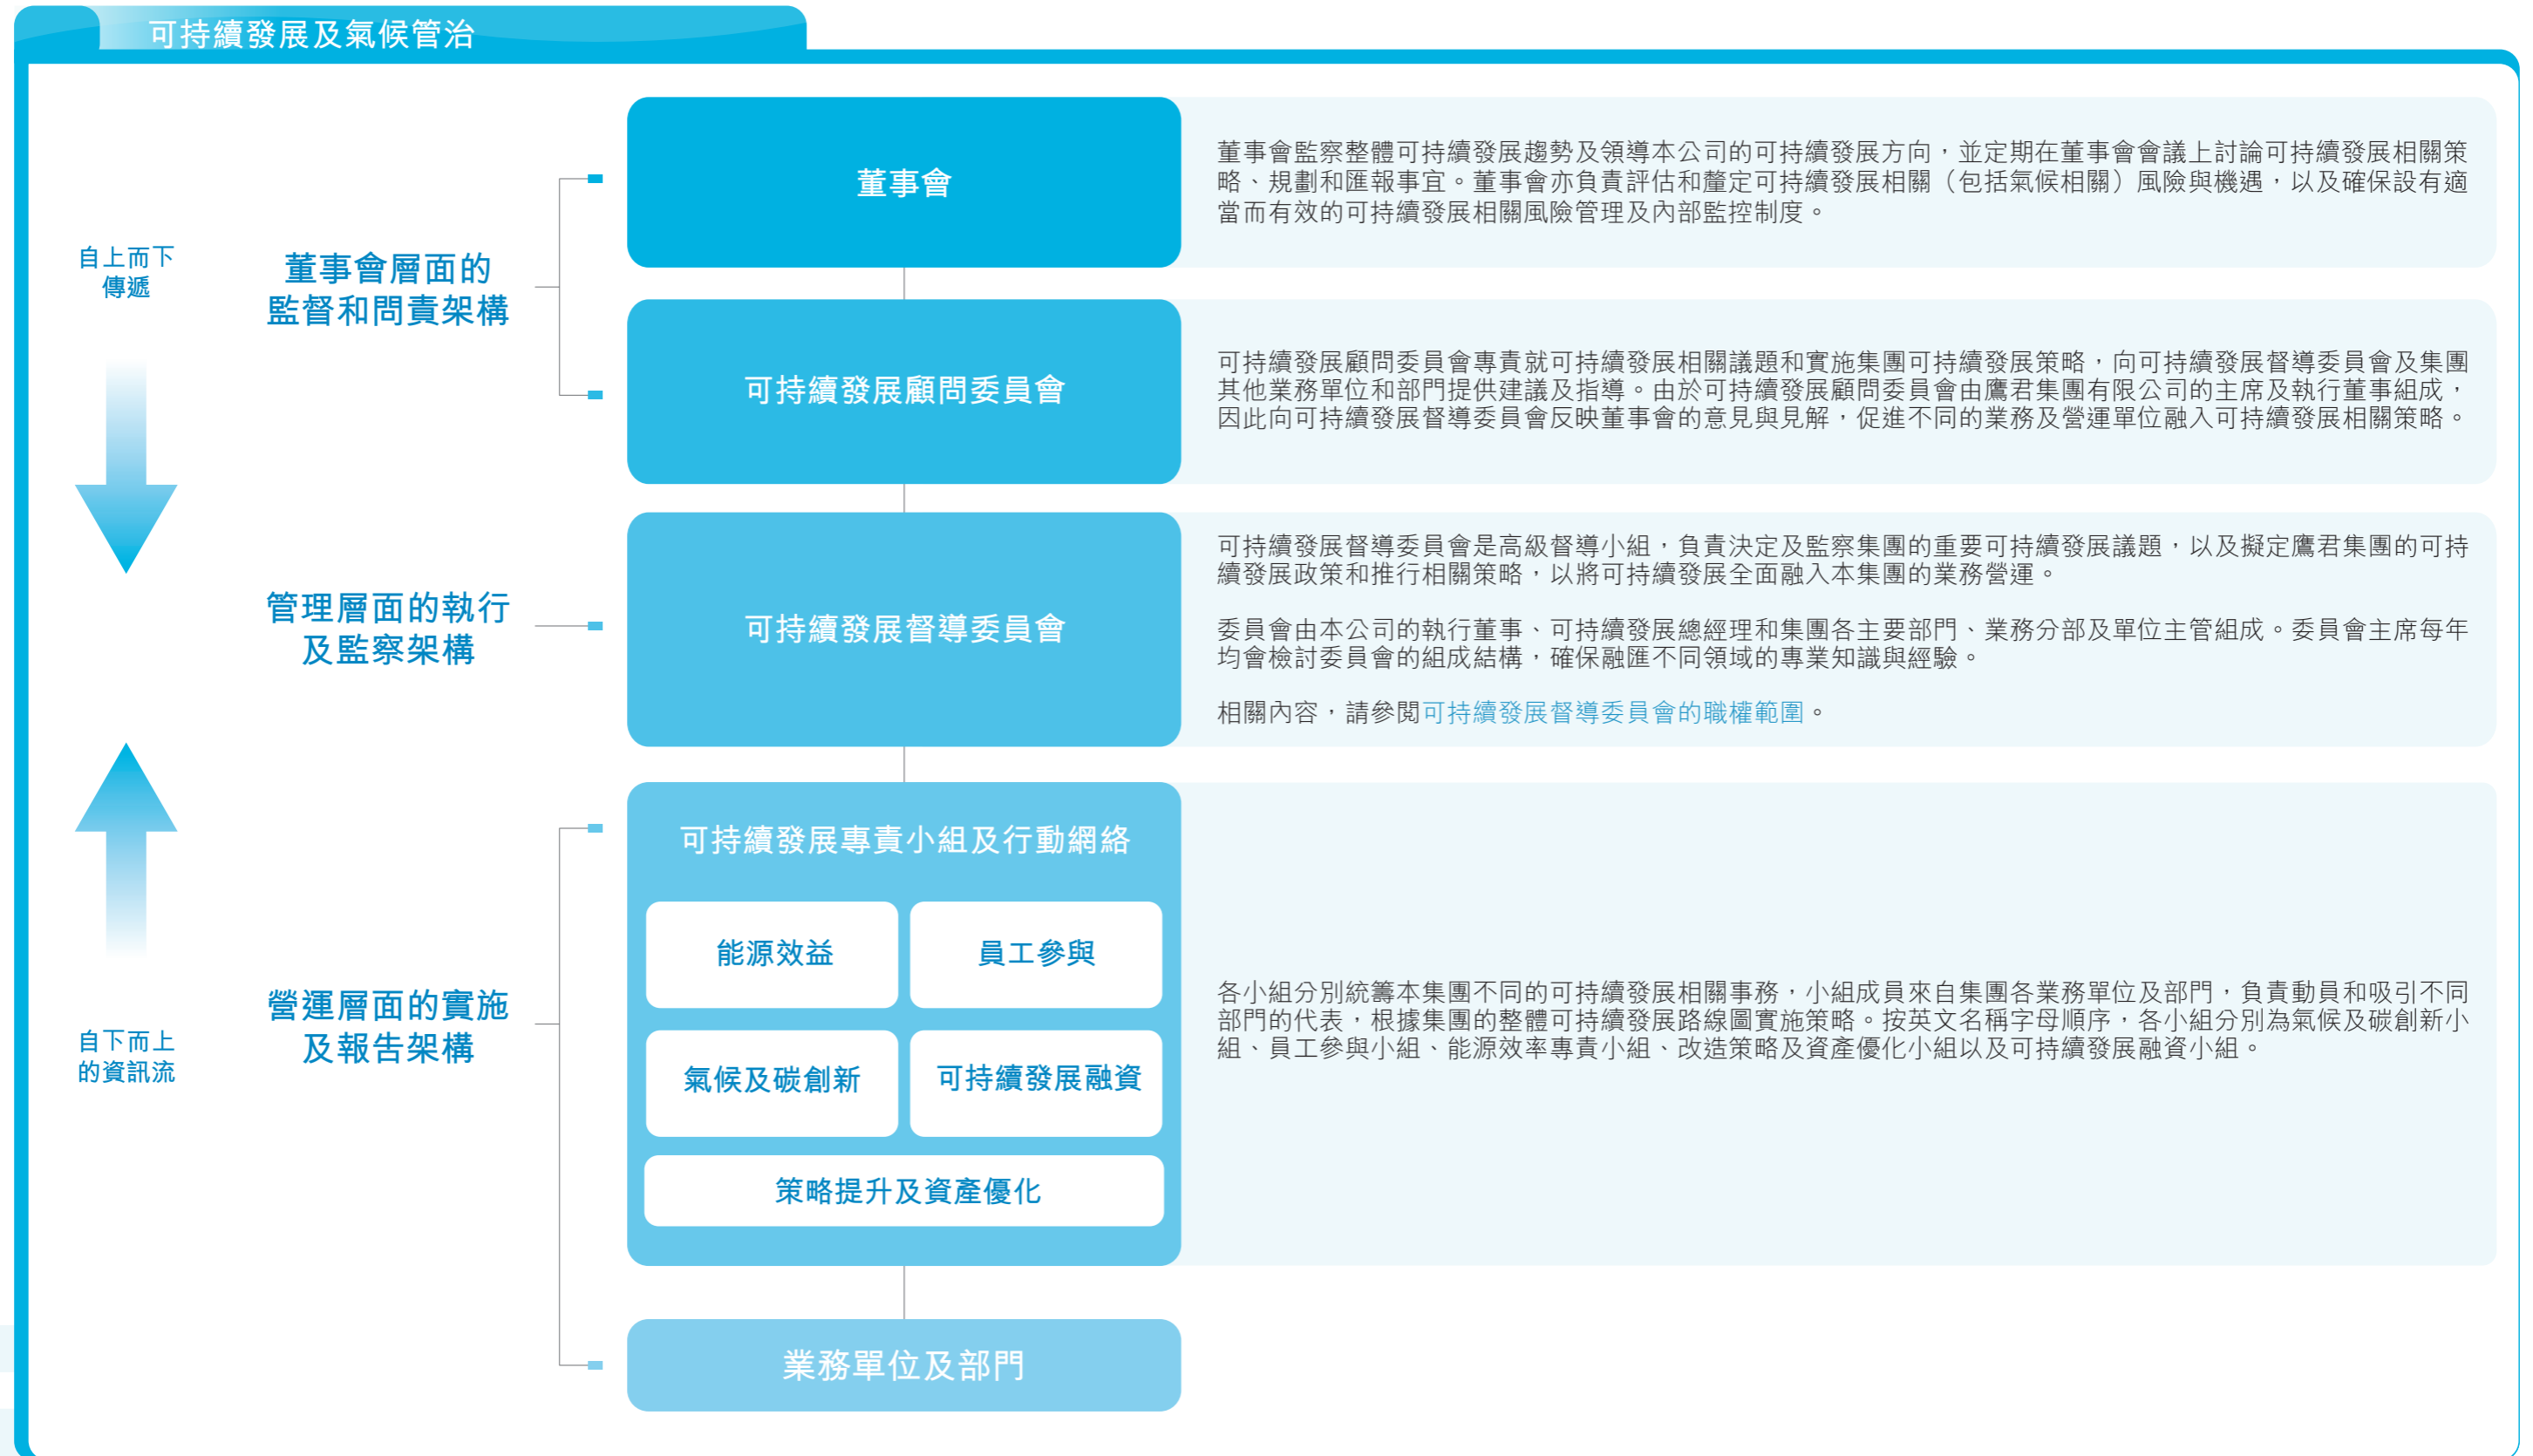 可持續發展及氣候管治
自上而下
傳遞
董事會層面的
監督和問責架構
董事會
董事會監察整體可持續發展趨勢及領導本公司的可持續發展方向，並定期在董事會會議上討論可持續發展相關策
略、規劃和匯報事宜。董事會亦負責評估和釐定可持續發展相關（包括氣候相關）風險與機遇，以及確保設有適
當而有效的可持續發展相關風險管理及內部監控制度。
可持續發展顧問委員會
可持續發展顧問委員會專責就可持續發展相關議題和實施集團可持續發展策略，向可持續發展督導委員會及集團
其他業務單位和部門提供建議及指導。由於可持續發展顧問委員會由鷹君集團有限公司的主席及執行董事組成，
因此向可持續發展督導委員會反映董事會的意見與見解，促進不同的業務及營運單位融入可持續發展相關策略。
管理層面的執行
及監察架構
可持續發展督導委員會
可持續發展督導委員會是高級督導小組，負責決定及監察集團的重要可持續發展議題，以及擬定鷹君集團的可持
續發展政策和推行相關策略，以將可持續發展全面融入本集團的業務營運。
委員會由本公司的執行董事、可持續發展總經理和集團各主要部門、業務分部及單位主管組成。委員會主席每年
均會檢討委員會的組成結構，確保融匯不同領域的專業知識與經驗。
相關內容，請參閱可持續發展督導委員會的職權範圍。
自下而上
的資訊流
營運層面的實施
及報告架構
可持續發展專責小組及行動網絡
能源效益
員工參與
氣候及碳創新
可持續發展融資
策略提升及資產優化
各小組分別統籌本集團不同的可持續發展相關事務，小組成員來自集團各業務單位及部門，負責動員和吸引不同
部門的代表，根據集團的整體可持續發展路線圖實施策略。按英文名稱字母順序，各小組分別為氣候及碳創新小
組、員工參與小組、能源效率專責小組、改造策略及資產優化小組以及可持續發展融資小組。
業務單位及部門